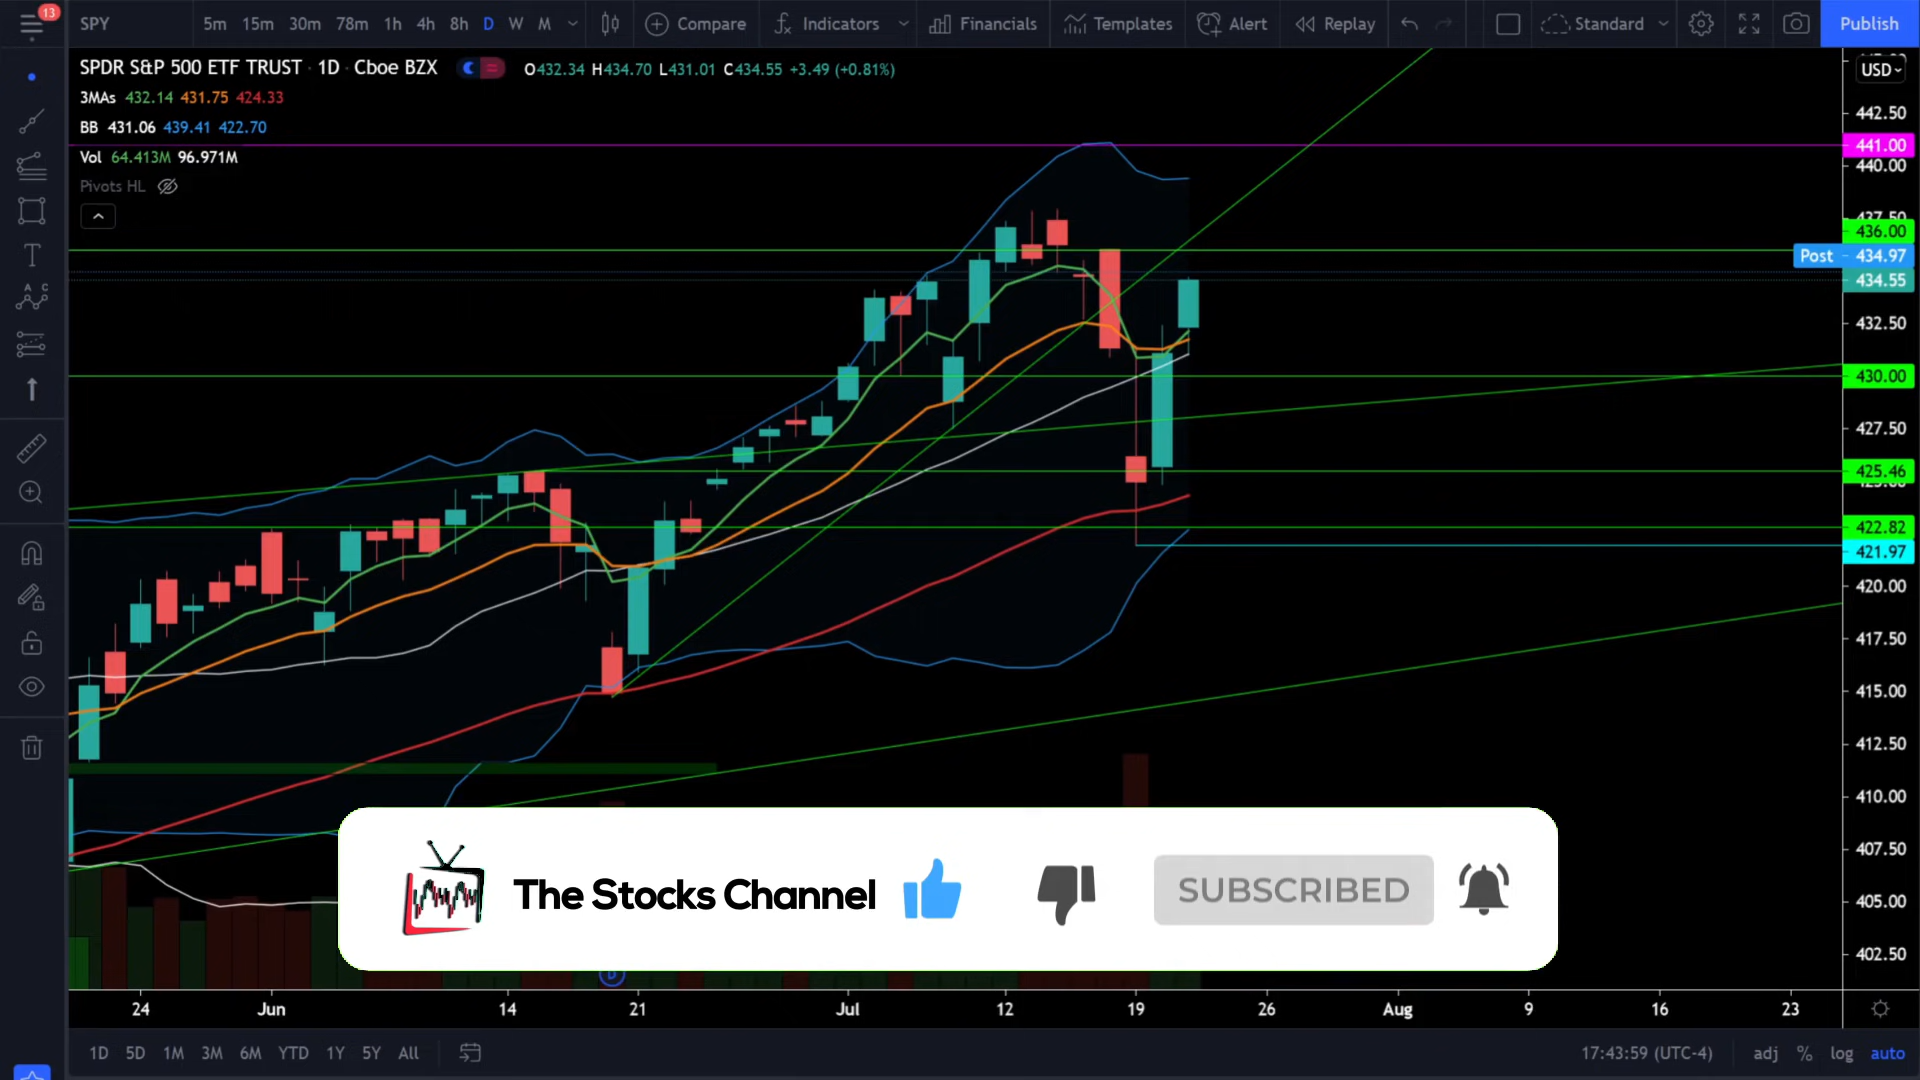 13
SPY 5m 15m 30m 78m 1h 4h 8h D W M Compare Indicators Financials Templates Alert Replay Standard Publish
SPDR S&P 500 ETF TRUST · 1D · Cboe BZX O432.34 H434.70 L431.01 C434.55 +3.49 (+0.81%)
USD
3MAs 432.14 431.75 424.33
BB 431.06 439.41 422.70
Vol 64.413M 96.971M
Pivots HL
442.50
441.00
440.00
437.50
436.00
Post 434.97
434.55
432.50
430.00
427.50
425.46
422.82
421.97
420.00
417.50
415.00
412.50
410.00
407.50
405.00
402.50
The Stocks Channel SUBSCRIBED
24 Jun 14 21 Jul 12 19 26 Aug 9 16 23
1D 5D 1M 3M 6M YTD 1Y 5Y All 17:43:59 (UTC-4) adj % log auto